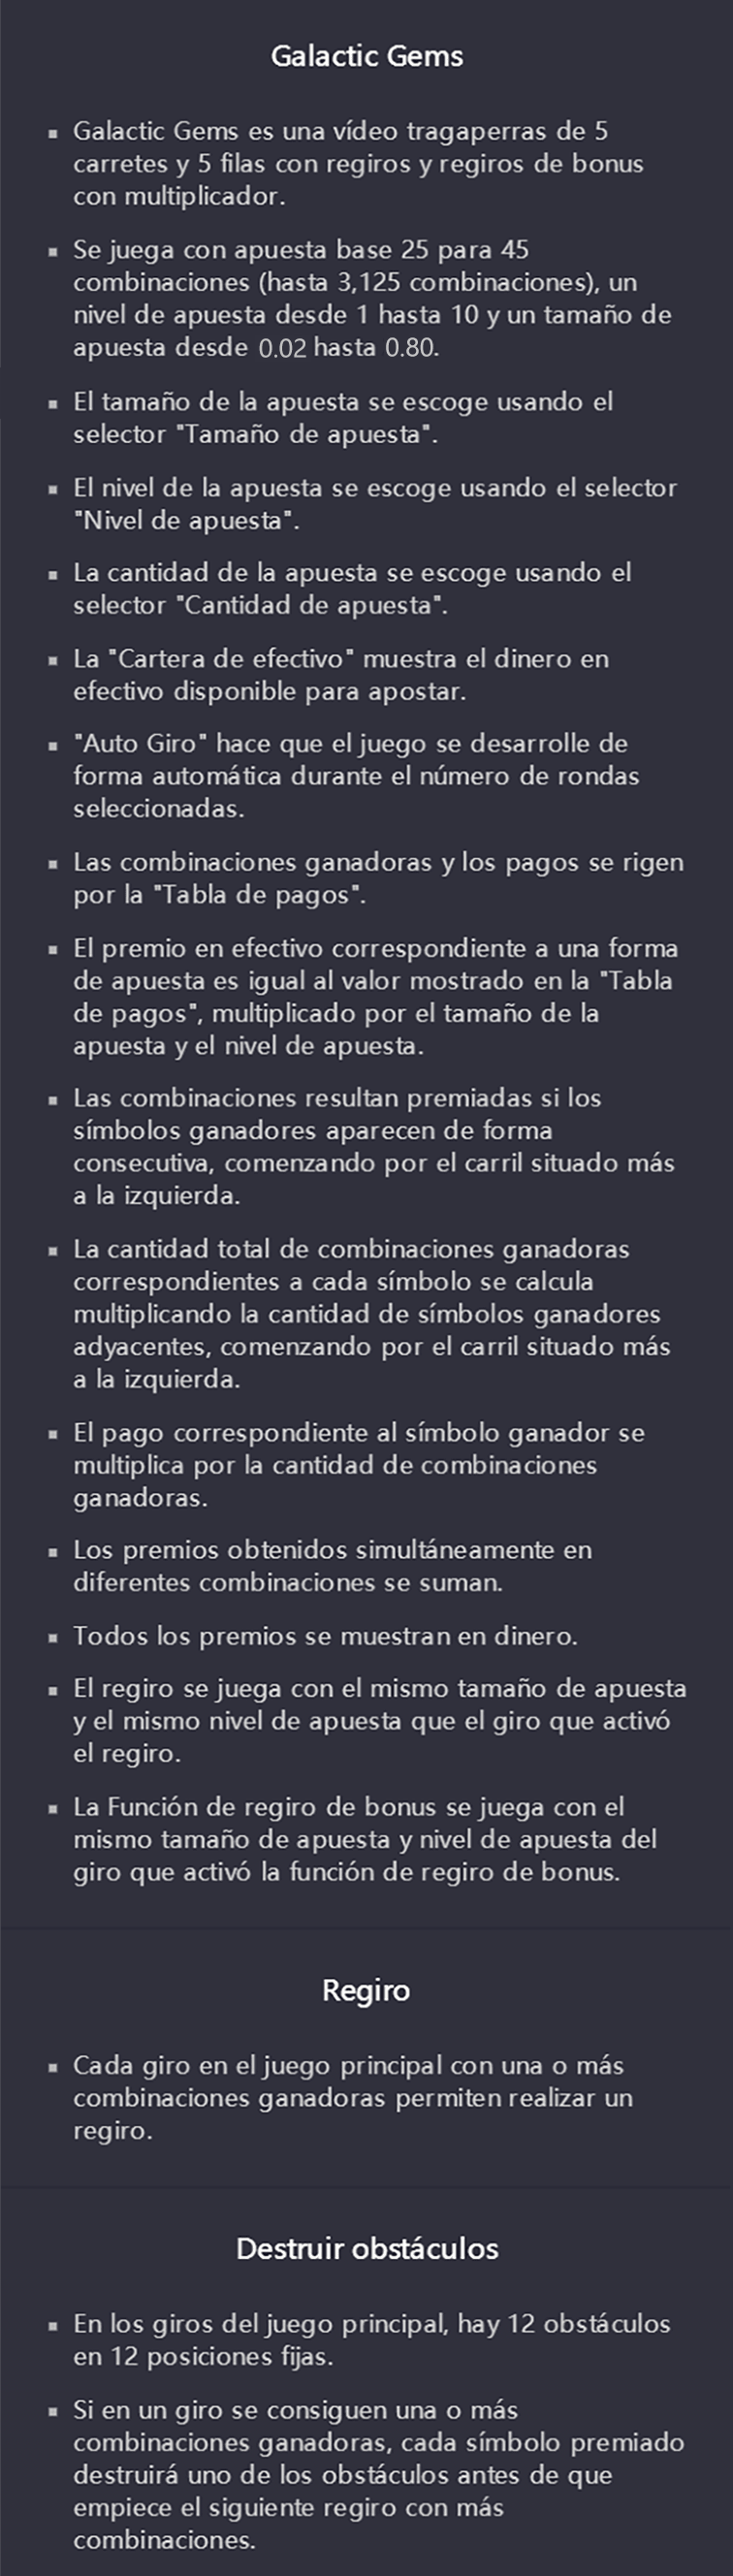 Galactic Gems
▪ Galactic Gems es una vídeo tragaperras de 5
carretes y 5 filas con regiros y regiros de bonus
con multiplicador.
▪ Se juega con apuesta base 25 para 45
combinaciones (hasta 3,125 combinaciones), un
nivel de apuesta desde 1 hasta 10 y un tamaño de
apuesta desde 0.02 hasta 0.80.
▪ El tamaño de la apuesta se escoge usando el
selector "Tamaño de apuesta".
▪ El nivel de la apuesta se escoge usando el selector
"Nivel de apuesta".
▪ La cantidad de la apuesta se escoge usando el
selector "Cantidad de apuesta".
▪ La "Cartera de efectivo" muestra el dinero en
efectivo disponible para apostar.
▪ "Auto Giro" hace que el juego se desarrolle de
forma automática durante el número de rondas
seleccionadas.
▪ Las combinaciones ganadoras y los pagos se rigen
por la "Tabla de pagos".
▪ El premio en efectivo correspondiente a una forma
de apuesta es igual al valor mostrado en la "Tabla
de pagos", multiplicado por el tamaño de la
apuesta y el nivel de apuesta.
▪ Las combinaciones resultan premiadas si los
símbolos ganadores aparecen de forma
consecutiva, comenzando por el carril situado más
a la izquierda.
▪ La cantidad total de combinaciones ganadoras
correspondientes a cada símbolo se calcula
multiplicando la cantidad de símbolos ganadores
adyacentes, comenzando por el carril situado más
a la izquierda.
▪ El pago correspondiente al símbolo ganador se
multiplica por la cantidad de combinaciones
ganadoras.
▪ Los premios obtenidos simultáneamente en
diferentes combinaciones se suman.
▪ Todos los premios se muestran en dinero.
▪ El regiro se juega con el mismo tamaño de apuesta
y el mismo nivel de apuesta que el giro que activó
el regiro.
▪ La Función de regiro de bonus se juega con el
mismo tamaño de apuesta y nivel de apuesta del
giro que activó la función de regiro de bonus.
Regiro
▪ Cada giro en el juego principal con una o más
combinaciones ganadoras permiten realizar un
regiro.
Destruir obstáculos
▪ En los giros del juego principal, hay 12 obstáculos
en 12 posiciones fijas.
▪ Si en un giro se consiguen una o más
combinaciones ganadoras, cada símbolo premiado
destruirá uno de los obstáculos antes de que
empiece el siguiente regiro con más
combinaciones.